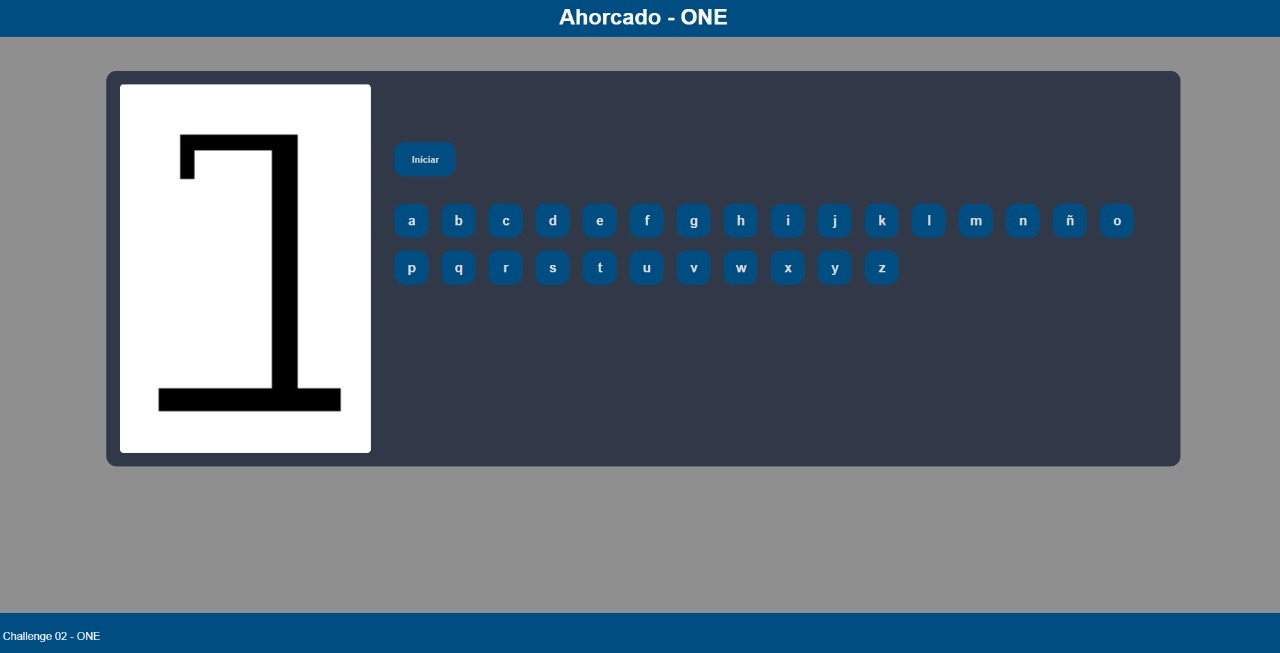 Ahorcado - ONE
Iniciar
a b c d e f g h i j k l m n ñ o
p q r s t u v w x y z
Challenge 02 - ONE